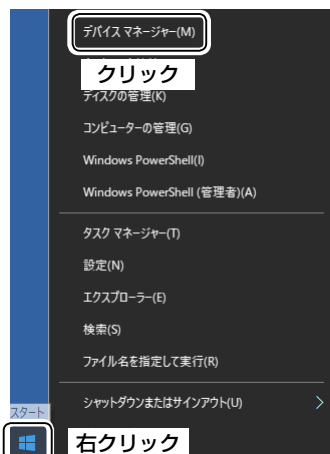 デバイス マネージャー(M)
クリック
ディスクの管理(K)
コンピューターの管理(G)
Windows PowerShell(I)
Windows PowerShell (管理者)(A)
タスク マネージャー(T)
設定(N)
エクスプローラー(E)
検索(S)
ファイル名を指定して実行(R)
シャットダウンまたはサインアウト(U)
スタート
右クリック